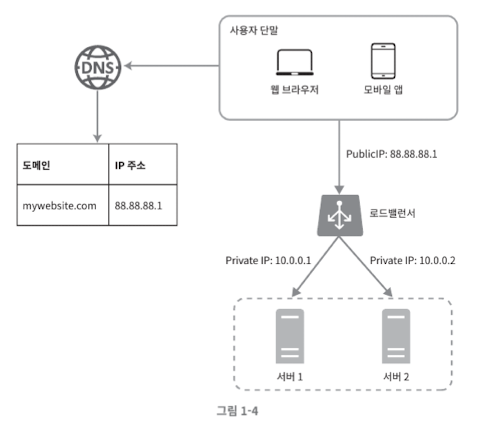 사용자 단말
DNS
웹 브라우저
모바일 앱
도메인
IP 주소
mywebsite.com
88.88.88.1
PublicIP: 88.88.88.1
로드밸런서
Private IP: 10.0.0.1
Private IP: 10.0.0.2
서버 1
서버 2
그림 1-4